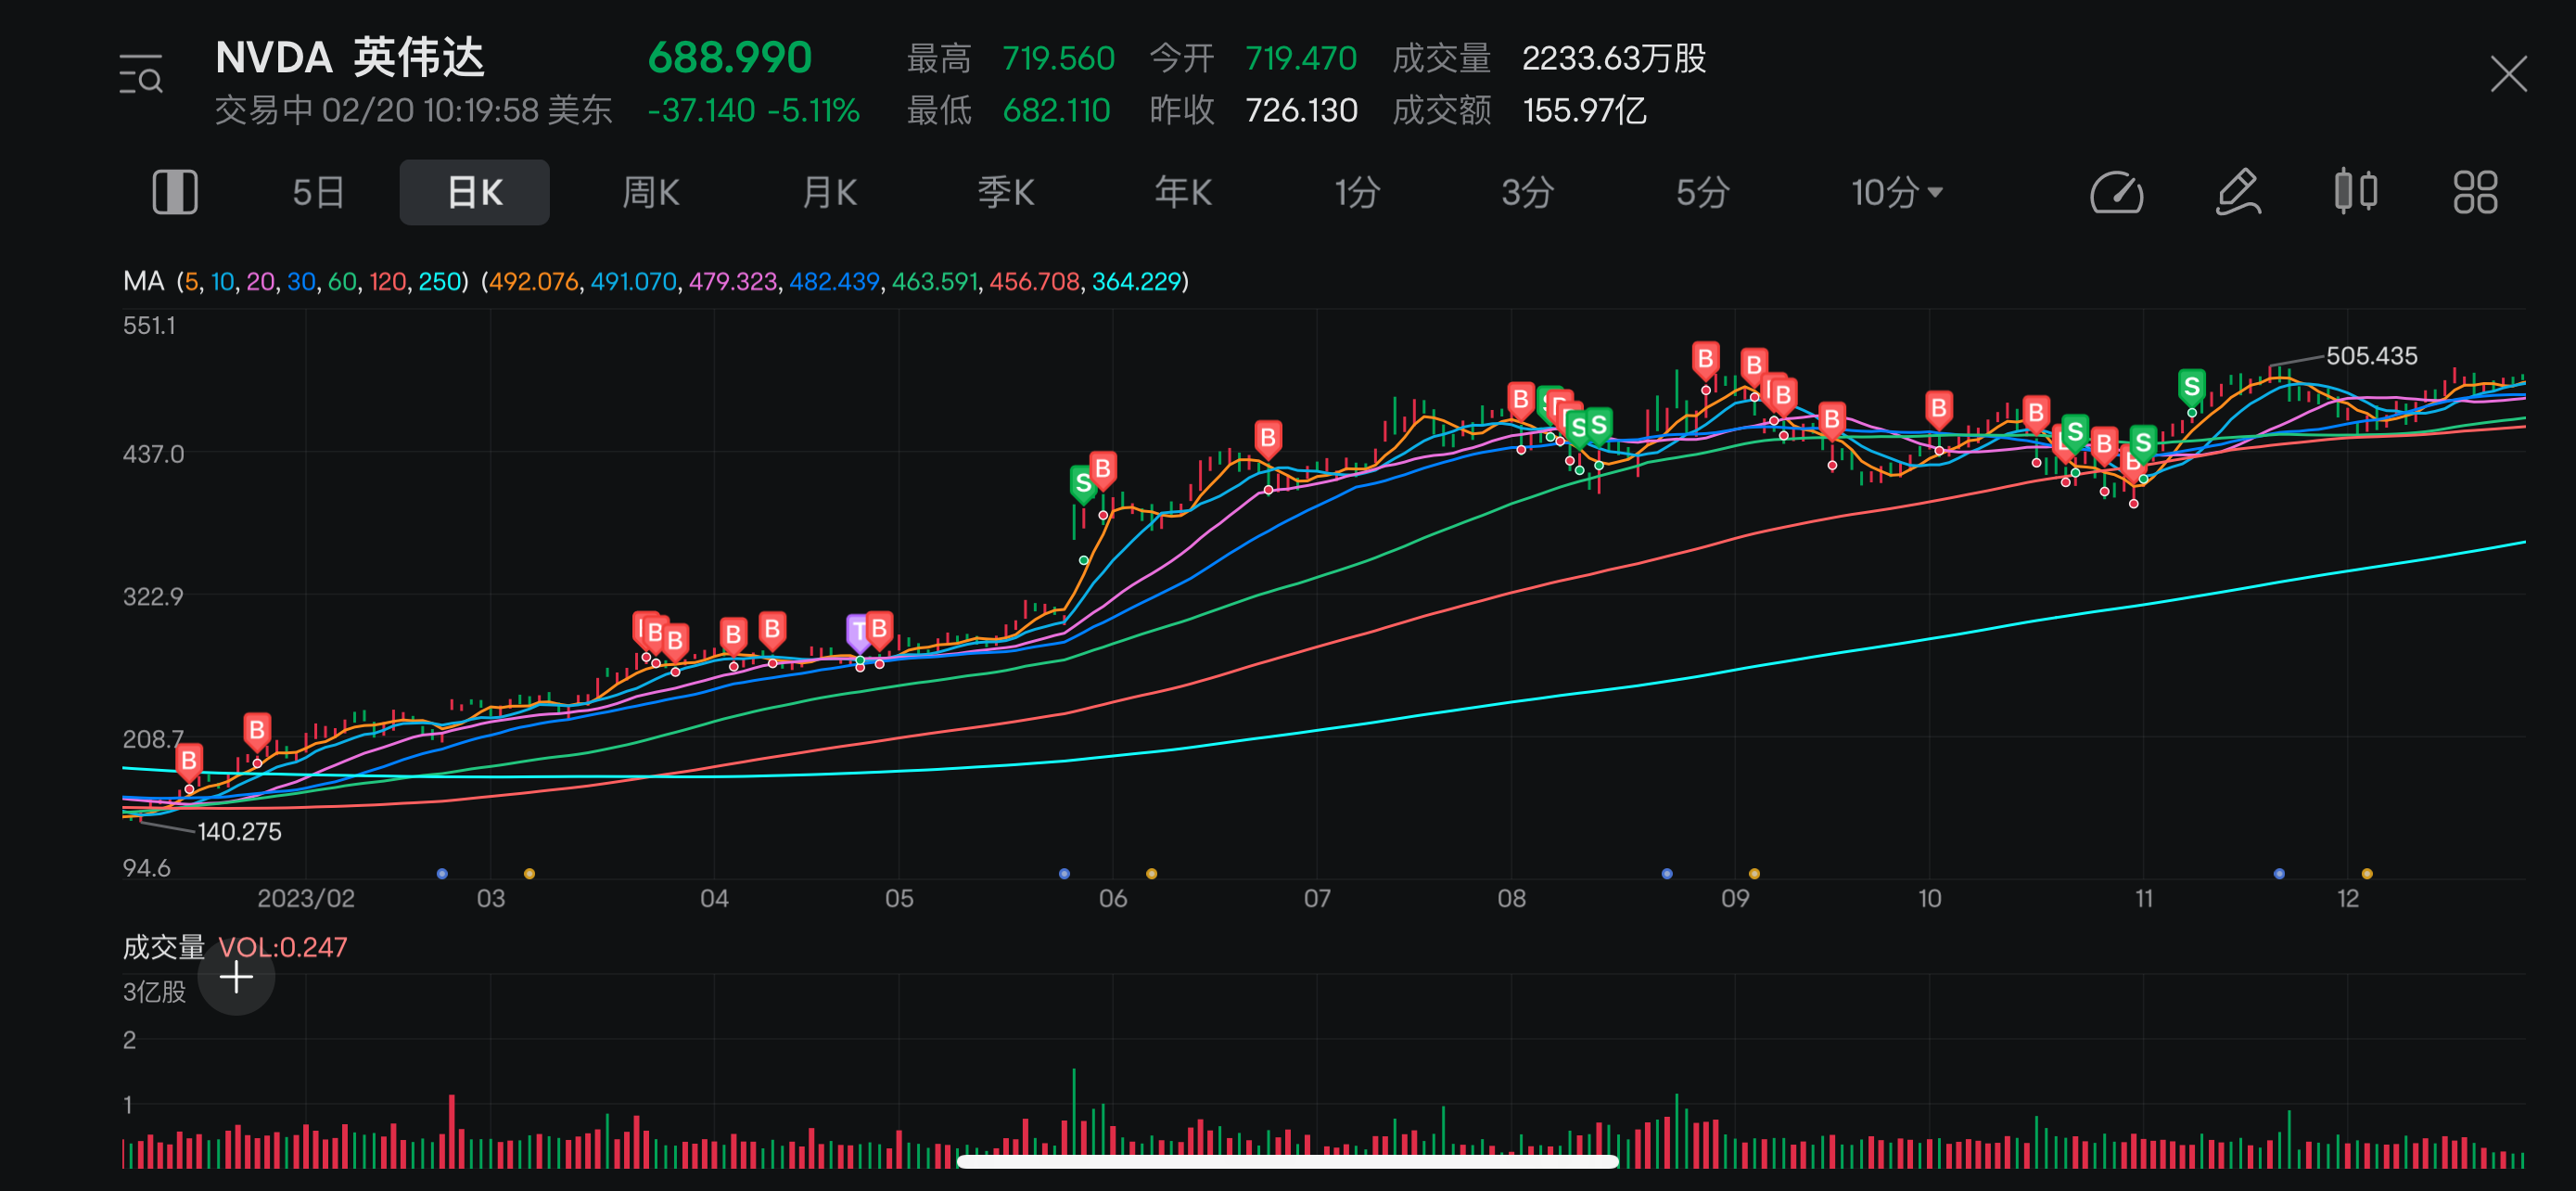 NVDA 英伟达 688.990 最高 719.560 今开 719.470 成交量 2233.63万股
交易中 02/20 10:19:58 美东 -37.140 -5.11% 最低 682.110 昨收 726.130 成交额 155.97亿
5日 日K 周K 月K 季K 年K 1分 3分 5分 10分
MA (5, 10, 20, 30, 60, 120, 250) (492.076, 491.070, 479.323, 482.439, 463.591, 456.708, 364.229)
551.1
505.435
B B B
S B B
B B S S B B B S
437.0 B B S B S
B B
S B
322.9
B B B B T B
B
208.7
B
140.275
94.6
2023/02 03 04 05 06 07 08 09 10 11 12
成交量 VOL:0.247
3亿股
2
1